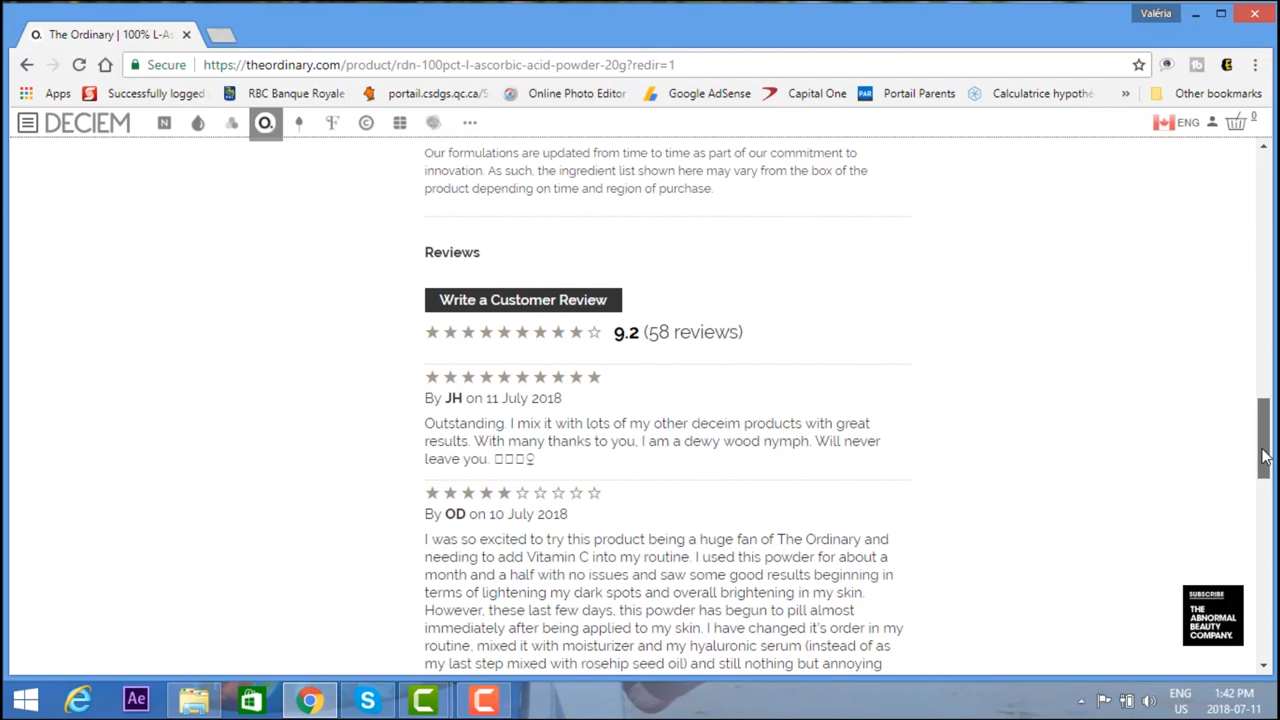 Valéria
O. The Ordinary | 100% L-As
Secure https://theordinary.com/product/rdn-100pct-l-ascorbic-acid-powder-20g?redir=1
Apps Successfully logged RBC Banque Royale portail.csdgs.qc.ca/S Online Photo Editor Google AdSense Capital One PAR Portail Parents Calculatrice hypothé » Other bookmarks
DECIEM N O. F C ENG 0
Our formulations are updated from time to time as part of our commitment to
innovation. As such, the ingredient list shown here may vary from the box of the
product depending on time and region of purchase.
Reviews
Write a Customer Review
★★★★★★★★★☆ 9.2 (58 reviews)
★★★★★★★★★★
By JH on 11 July 2018
Outstanding. I mix it with lots of my other deceim products with great
results. With many thanks to you, I am a dewy wood nymph. Will never
leave you. □□□♀
★★★★★☆☆☆☆☆
By OD on 10 July 2018
I was so excited to try this product being a huge fan of The Ordinary and
needing to add Vitamin C into my routine. I used this powder for about a
month and a half with no issues and saw some good results beginning in
terms of lightening my dark spots and overall brightening in my skin.
However, these last few days, this powder has begun to pill almost
immediately after being applied to my skin. I have changed it's order in my
routine, mixed it with moisturizer and my hyaluronic serum (instead of as
my last step mixed with rosehip seed oil) and still nothing but annoying
SUBSCRIBE
THE
ABNORMAL
BEAUTY
COMPANY.
Ae
ENG 1:42 PM
US 2018-07-11